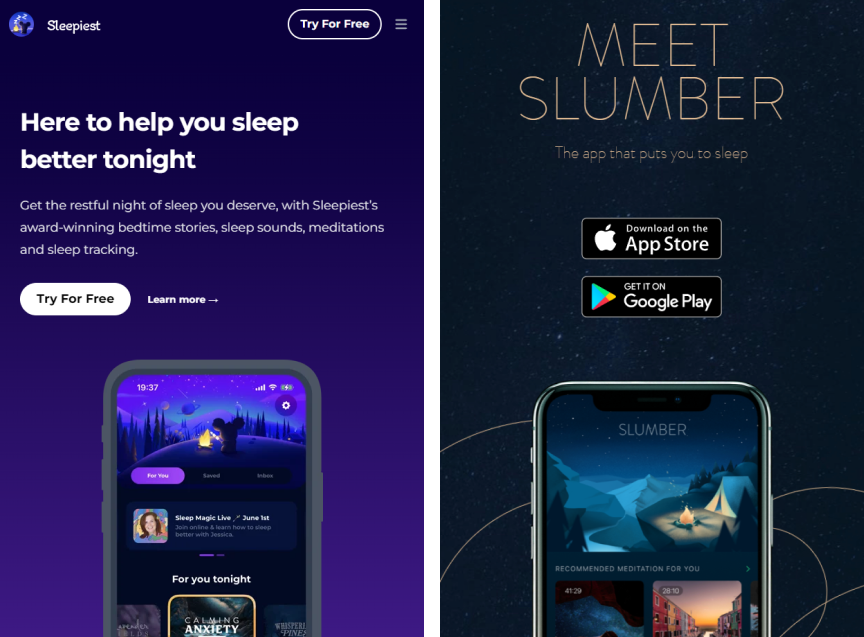 Sleepiest
Try For Free
Here to help you sleep
better tonight
Get the restful night of sleep you deserve, with Sleepiest's
award-winning bedtime stories, sleep sounds, meditations
and sleep tracking.
Try For Free
Learn more →
19:37
For You
Saved
Inbox
Sleep Magic Live 🎤 June 1st
Join online & learn how to sleep
better with Jessica.
For you tonight
CALMING
ANXIETY
MEET
SLUMBER
The app that puts you to sleep
Download on the
App Store
GET IT ON
Google Play
SLUMBER
RECOMMENDED MEDITATION FOR YOU
41:29
28:10